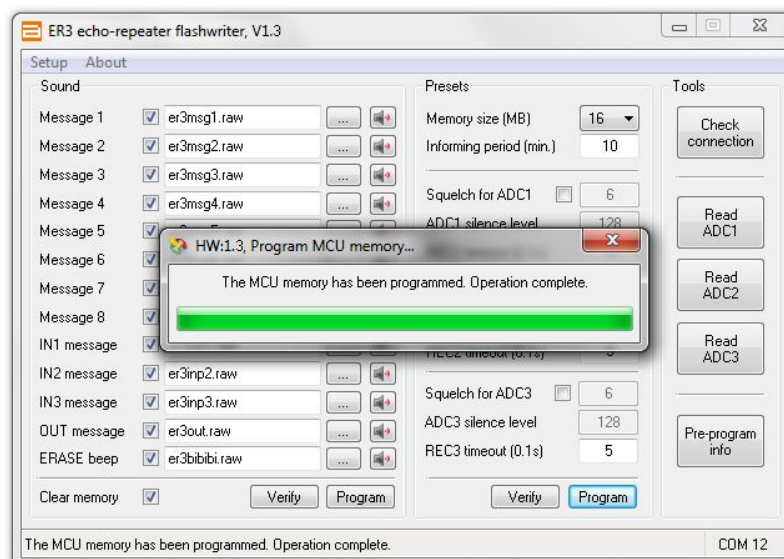 ER3 echo-repeater flashwriter, V1.3
Setup About
Sound
Message 1 er3msg1.raw ...
Message 2 er3msg2.raw ...
Message 3 er3msg3.raw ...
Message 4 er3msg4.raw ...
Message 5
Message 6
Message 7
Message 8
IN1 message
IN2 message er3inp2.raw ...
IN3 message er3inp3.raw ...
OUT message er3out.raw ...
ERASE beep er3bibibi.raw ...
Clear memory Verify Program
Presets
Memory size (MB) 16
Informing period (min.) 10
Squelch for ADC1 6
ADC1 silence level 128
REC2 timeout (0.1s) 5
Squelch for ADC3 6
ADC3 silence level 128
REC3 timeout (0.1s) 5
Verify Program
Tools
Check
connection
Read
ADC1
Read
ADC2
Read
ADC3
Pre-program
info
HW:1.3, Program MCU memory...
The MCU memory has been programmed. Operation complete.
The MCU memory has been programmed. Operation complete. COM 12